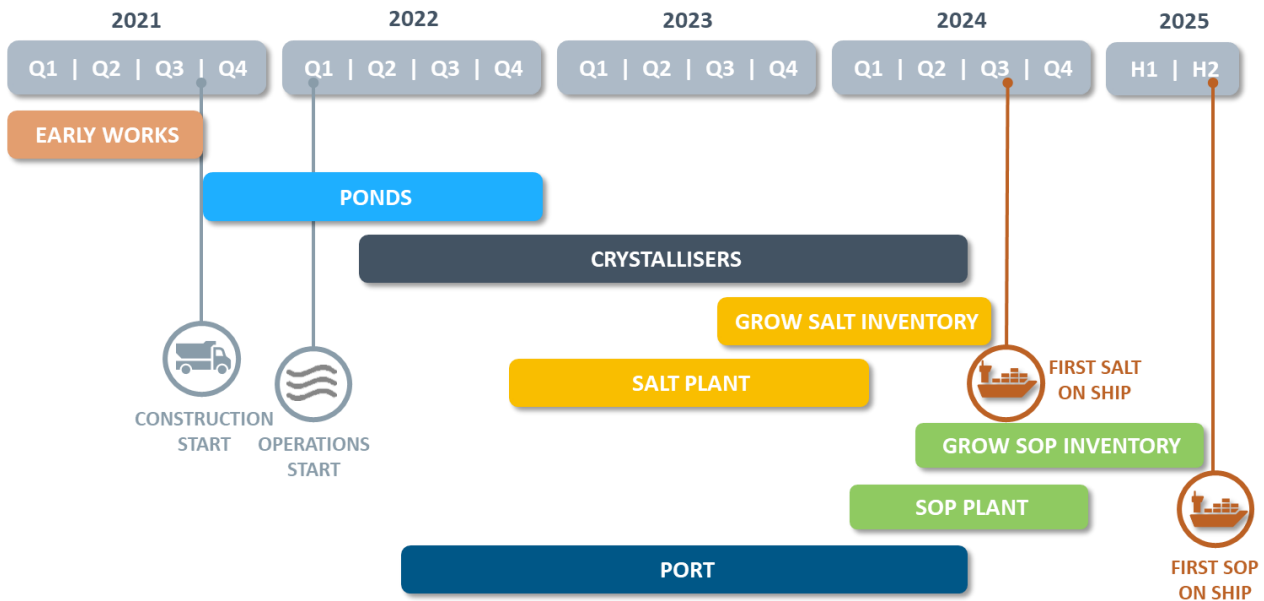 2021 2022 2023 2024 2025
Q1 | Q2 | Q3 | Q4 Q1 | Q2 | Q3 | Q4 Q1 | Q2 | Q3 | Q4 Q1 | Q2 | Q3 | Q4 H1 | H2
EARLY WORKS
PONDS
CRYSTALLISERS
GROW SALT INVENTORY
SALT PLANT
FIRST SALT
ON SHIP
CONSTRUCTION
START
OPERATIONS
START
GROW SOP INVENTORY
SOP PLANT
PORT
FIRST SOP
ON SHIP